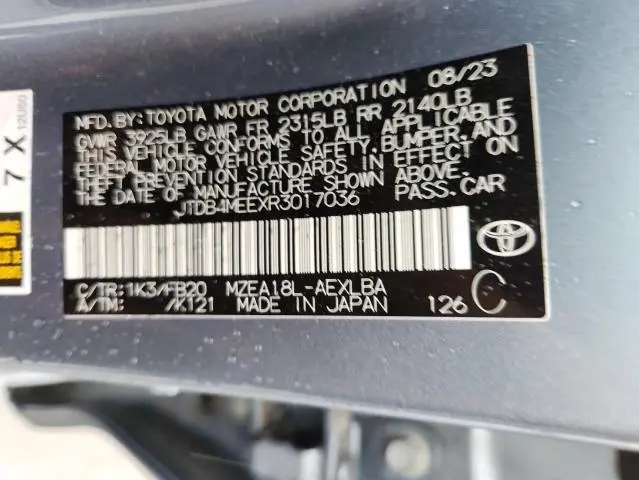 MFD.BY:TOYOTA MOTOR CORPORATION 08/23
GVWR 3925LB GAWR FR 2315LB RR 2140LB
THIS VEHICLE CONFORMS TO ALL APPLICABLE
FEDERAL MOTOR VEHICLE SAFETY,BUMPER, AND
THEFT PREVENTION STANDARDS IN EFFECT ON
THE DATE OF MANUFACTURE SHOWN ABOVE.
JTDB4MEEXR3017036 PASS.CAR
C/TR:1K3/FB20 MZEA18L-AEXLBA
A/TM: /K121 MADE IN JAPAN 126 C
7 X
12U80